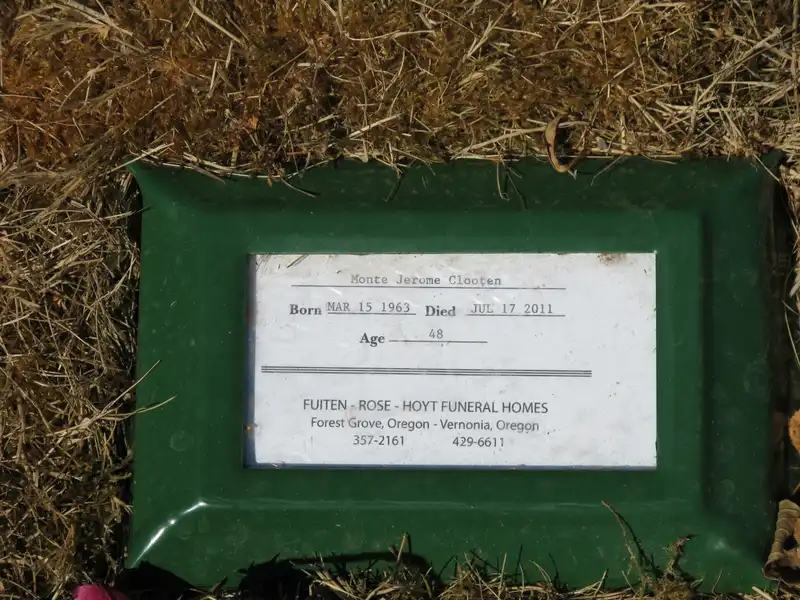 Monte Jerome Clooten
Born MAR 15 1963 Died JUL 17 2011
Age 48
FUITEN - ROSE - HOYT FUNERAL HOMES
Forest Grove, Oregon - Vernonia, Oregon
357-2161 429-6611